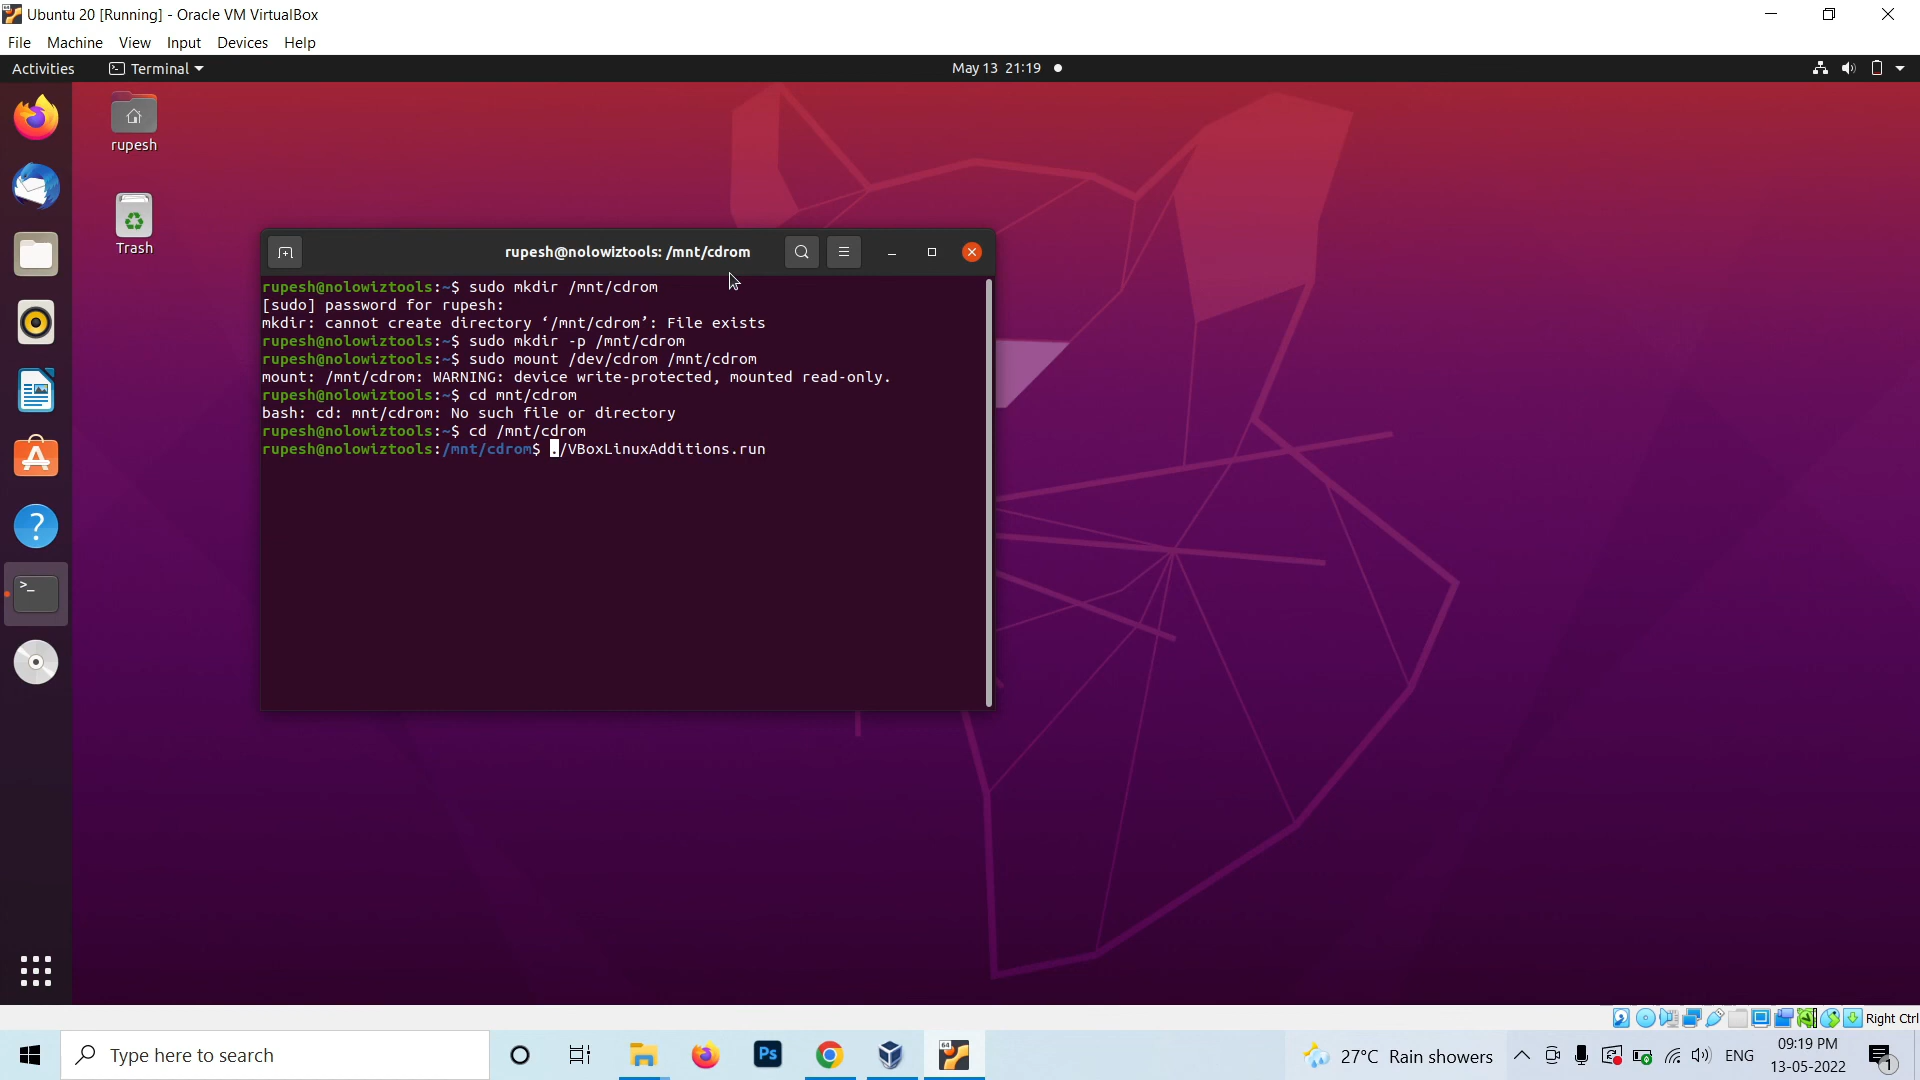 Ubuntu 20 [Running] - Oracle VM VirtualBox
File Machine View Input Devices Help
Activities Terminal May 13 21:19
rupesh
Trash
rupesh@nolowiztools: /mnt/cdrom
rupesh@nolowiztools:~$ sudo mkdir /mnt/cdrom
[sudo] password for rupesh:
mkdir: cannot create directory ‘/mnt/cdrom’: File exists
rupesh@nolowiztools:~$ sudo mkdir -p /mnt/cdrom
rupesh@nolowiztools:~$ sudo mount /dev/cdrom /mnt/cdrom
mount: /mnt/cdrom: WARNING: device write-protected, mounted read-only.
rupesh@nolowiztools:~$ cd mnt/cdrom
bash: cd: mnt/cdrom: No such file or directory
rupesh@nolowiztools:~$ cd /mnt/cdrom
rupesh@nolowiztools:/mnt/cdrom$ ./VBoxLinuxAdditions.run
Right Ctrl
Type here to search
Ps
64
27°C Rain showers
ENG
09:19 PM
13-05-2022
1